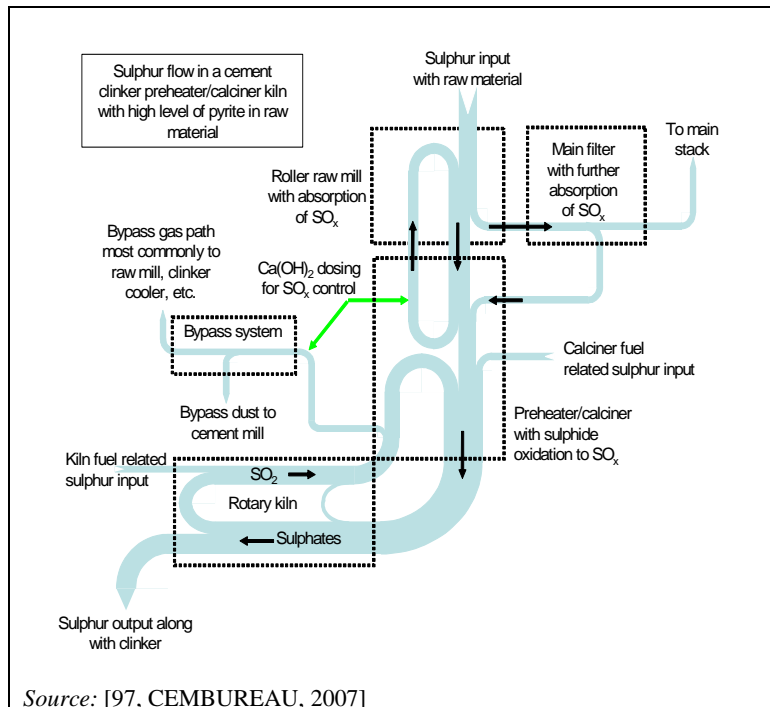 Sulphur flow in a cement
clinker preheater/calciner kiln
with high level of pyrite in raw
material
Sulphur input
with raw material
To main
stack
Main filter
with further
absorption
of SOx
Roller raw mill
with absorption
of SOx
Bypass gas path
most commonly to
raw mill, clinker
cooler, etc.
Ca(OH)2 dosing
for SOx control
Bypass system
Calciner fuel
related sulphur input
Bypass dust to
cement mill
Preheater/calciner
with sulphide
oxidation to SOx
Kiln fuel related
sulphur input
SO2
Rotary kiln
Sulphates
Sulphur output along
with clinker
Source: [97, CEMBUREAU, 2007]